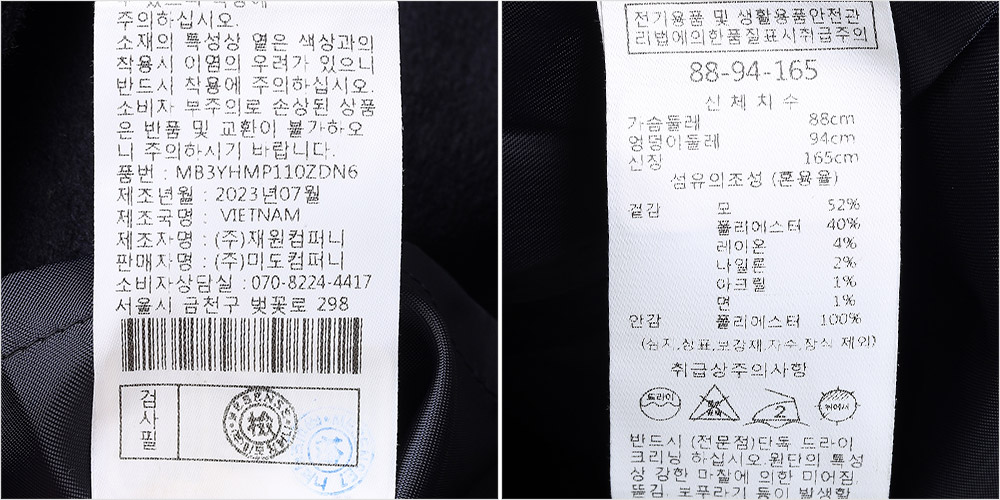 주의하십시오.
소재의 특성상 옅은 색상과의
착용시 이염의 우려가 있으니
반드시 착용에 주의하십시오.
소비자 부주의로 손상된 상품
은 반품 및 교환이 불가하오
니 주의하시기 바랍니다.
품번 : MB3YHMP110ZDN6
제조년월 : 2023년07월
제조국명 : VIETNAM
제조자명 : (주)재원컴퍼니
판매자명 : (주)미도컴퍼니
소비자상담실 : 070-8224-4417
서울시 금천구 벚꽃로 298
검사필
전기용품 및 생활용품안전관
리법에의한품질표시취급주의
88-94-165
신체치수
가슴둘레 88cm
엉덩이둘레 94cm
신장 165cm
섬유의조성 (혼용율)
겉감 모 52%
폴리에스터 40%
레이온 4%
나일론 2%
아크릴 1%
면 1%
안감 폴리에스터 100%
(심지,상표,보강재,자수,장식 제외)
취급상주의사항
드라이
2
뉘어서
반드시 (전문점)단독 드라이
크리닝 하십시오.원단의 특성
상 강한 마찰에 의한 미어짐,
뜯김, 보푸라기 등이 발생할